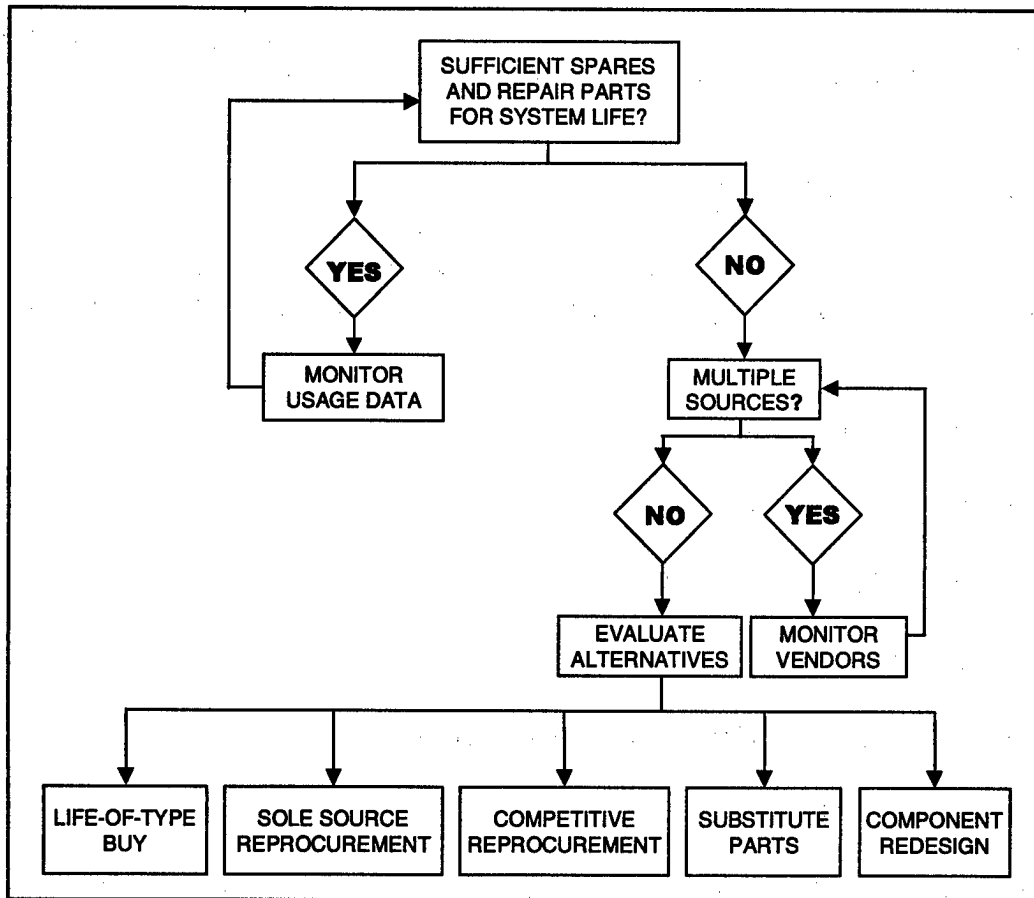 SUFFICIENT SPARES
AND REPAIR PARTS
FOR SYSTEM LIFE?
YES
NO
MONITOR
USAGE DATA
MULTIPLE
SOURCES?
NO
YES
EVALUATE
ALTERNATIVES
MONITOR
VENDORS
LIFE-OF-TYPE
BUY
SOLE SOURCE
REPROCUREMENT
COMPETITIVE
REPROCUREMENT
SUBSTITUTE
PARTS
COMPONENT
REDESIGN